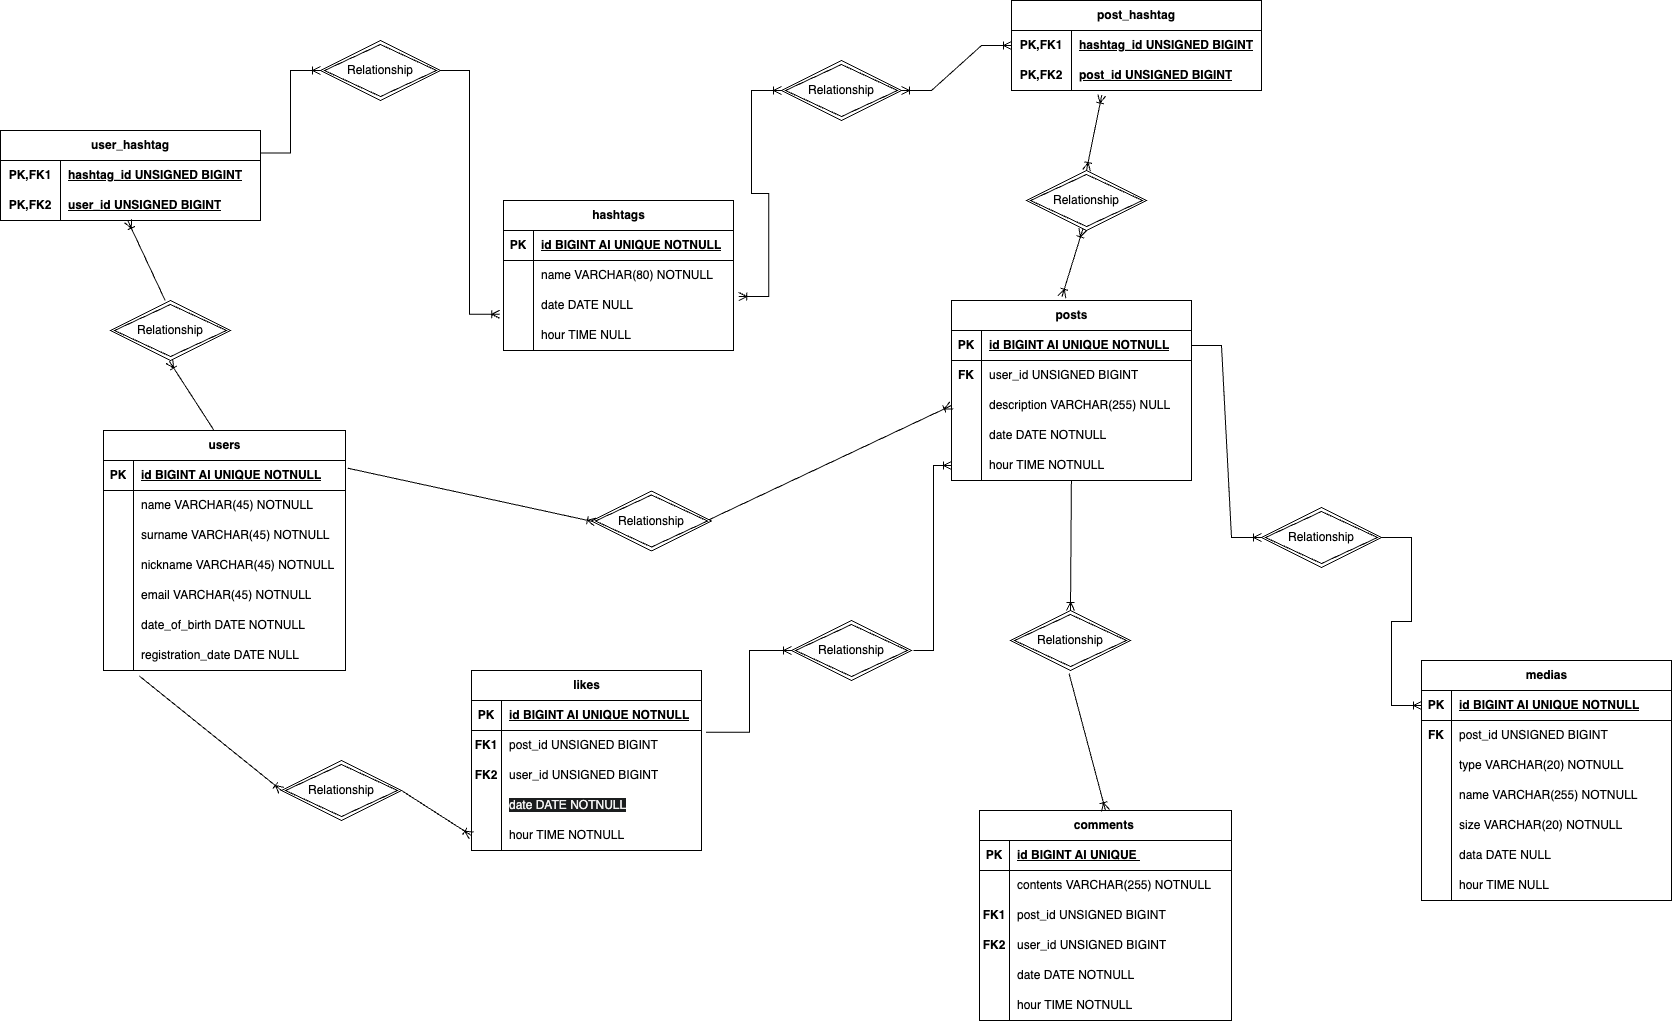 post_hashtag
PK,FK1 hashtag_id UNSIGNED BIGINT
PK,FK2 post_id UNSIGNED BIGINT
Relationship
Relationship
user_hashtag
PK,FK1 hashtag_id UNSIGNED BIGINT
PK,FK2 user_id UNSIGNED BIGINT
Relationship
hashtags
PK id BIGINT AI UNIQUE NOTNULL
name VARCHAR(80) NOTNULL
date DATE NULL
hour TIME NULL
Relationship
posts
PK id BIGINT AI UNIQUE NOTNULL
FK user_id UNSIGNED BIGINT
description VARCHAR(255) NULL
date DATE NOTNULL
hour TIME NOTNULL
users
PK id BIGINT AI UNIQUE NOTNULL
name VARCHAR(45) NOTNULL
surname VARCHAR(45) NOTNULL
nickname VARCHAR(45) NOTNULL
email VARCHAR(45) NOTNULL
date_of_birth DATE NOTNULL
registration_date DATE NULL
Relationship
Relationship
Relationship
Relationship
likes
PK id BIGINT AI UNIQUE NOTNULL
FK1 post_id UNSIGNED BIGINT
FK2 user_id UNSIGNED BIGINT
date DATE NOTNULL
hour TIME NOTNULL
Relationship
medias
PK id BIGINT AI UNIQUE NOTNULL
FK post_id UNSIGNED BIGINT
type VARCHAR(20) NOTNULL
name VARCHAR(255) NOTNULL
size VARCHAR(20) NOTNULL
data DATE NULL
hour TIME NULL
comments
PK id BIGINT AI UNIQUE
contents VARCHAR(255) NOTNULL
FK1 post_id UNSIGNED BIGINT
FK2 user_id UNSIGNED BIGINT
date DATE NOTNULL
hour TIME NOTNULL